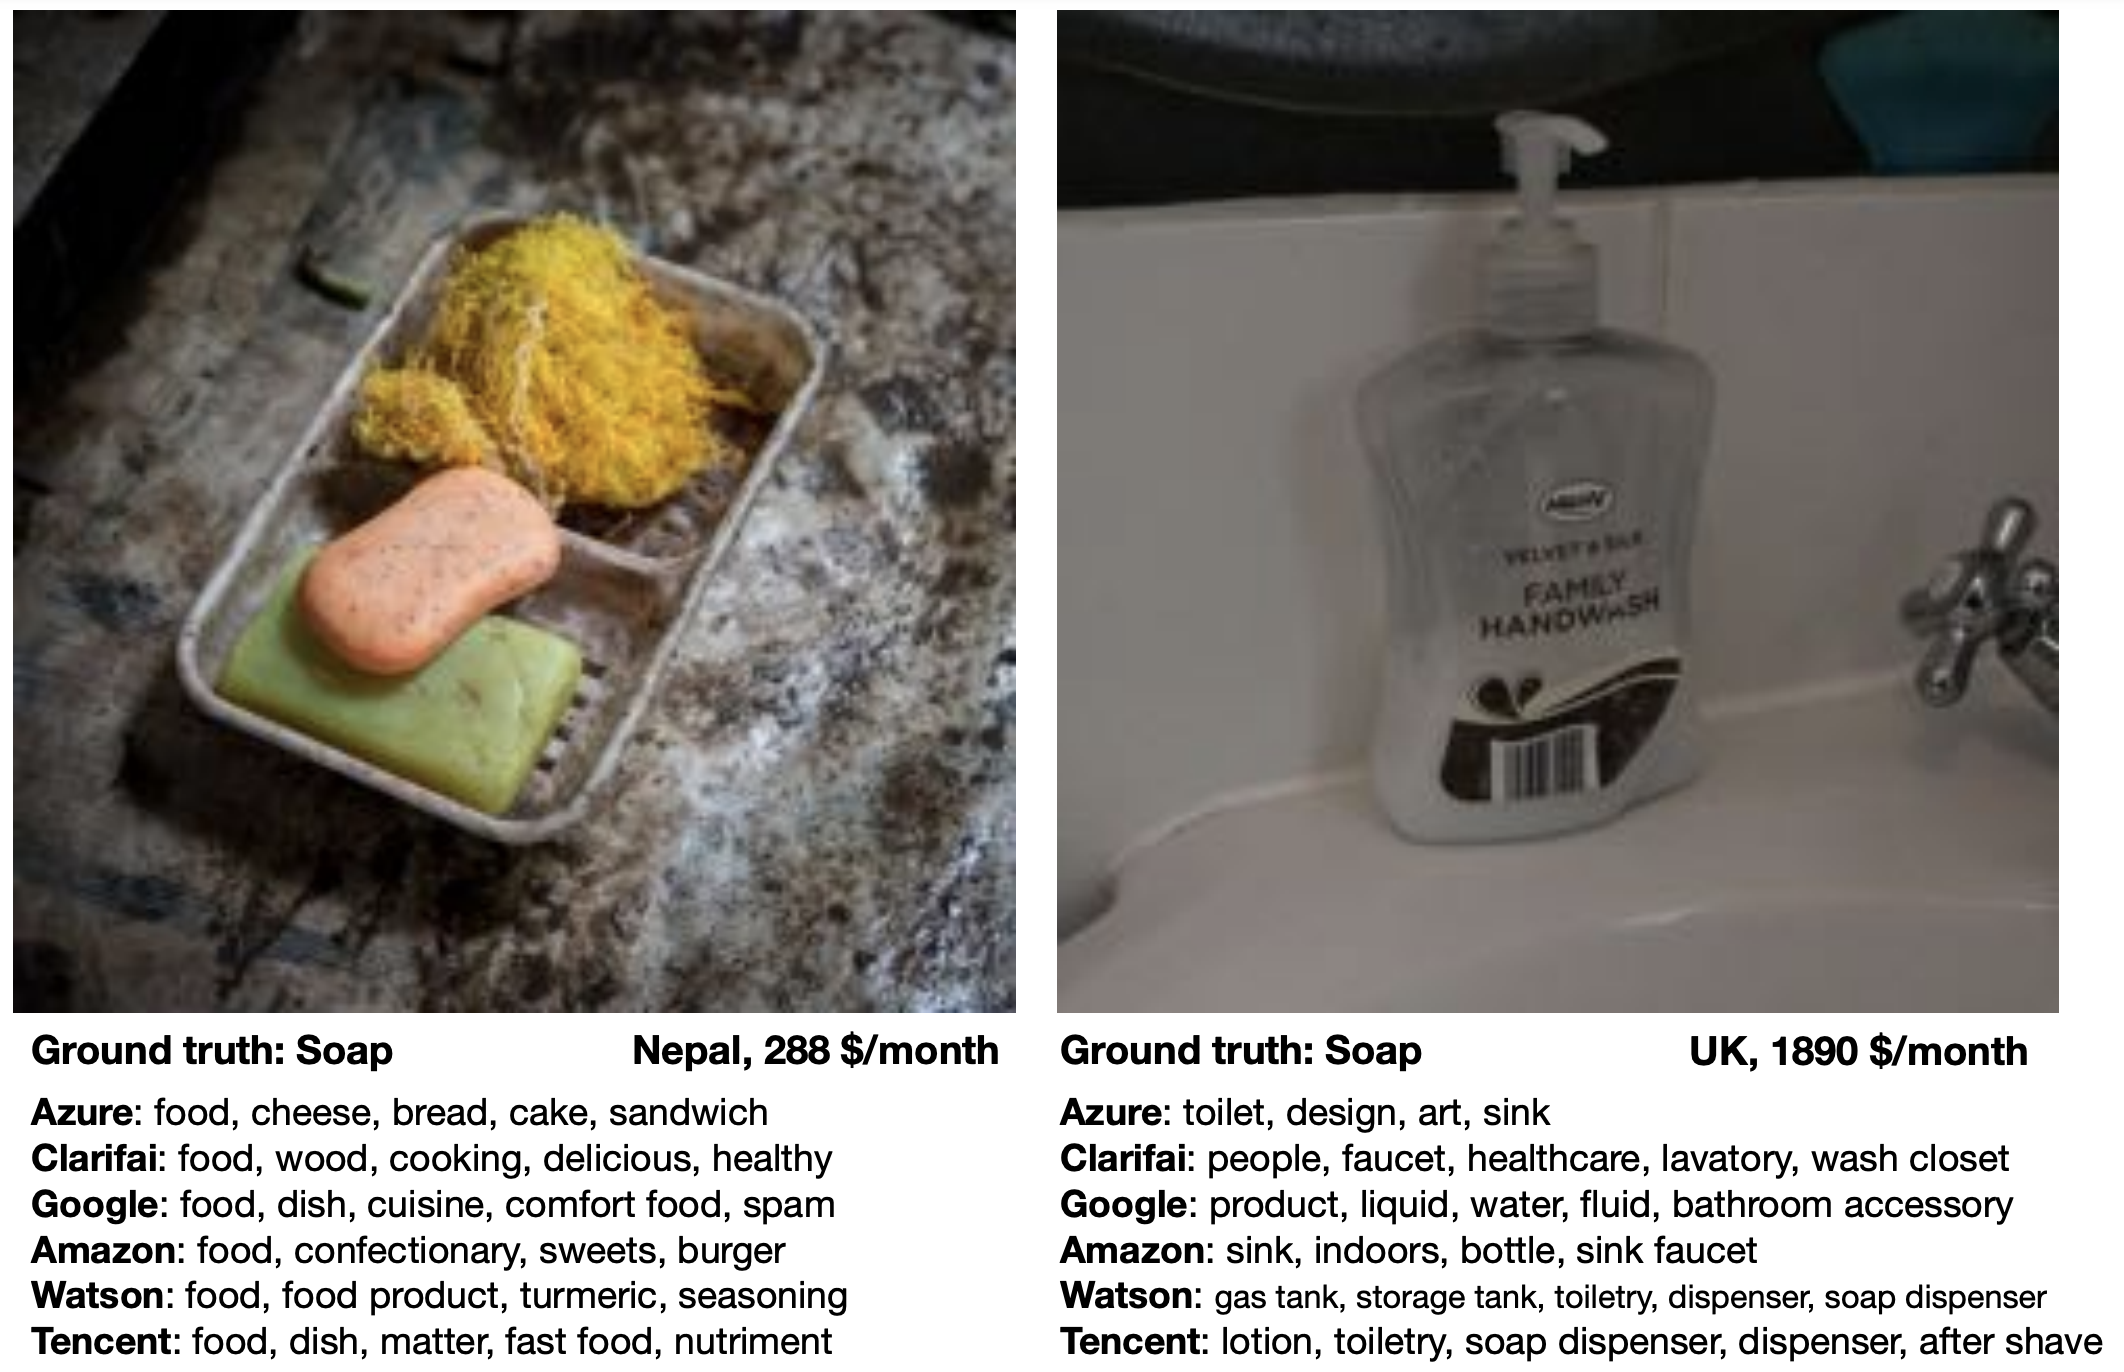 VELVET & SILK
FAMILY
HANDWASH
Ground truth: Soap
Nepal, 288 $/month
Azure: food, cheese, bread, cake, sandwich
Clarifai: food, wood, cooking, delicious, healthy
Google: food, dish, cuisine, comfort food, spam
Amazon: food, confectionary, sweets, burger
Watson: food, food product, turmeric, seasoning
Tencent: food, dish, matter, fast food, nutriment
Ground truth: Soap
UK, 1890 $/month
Azure: toilet, design, art, sink
Clarifai: people, faucet, healthcare, lavatory, wash closet
Google: product, liquid, water, fluid, bathroom accessory
Amazon: sink, indoors, bottle, sink faucet
Watson: gas tank, storage tank, toiletry, dispenser, soap dispenser
Tencent: lotion, toiletry, soap dispenser, dispenser, after shave